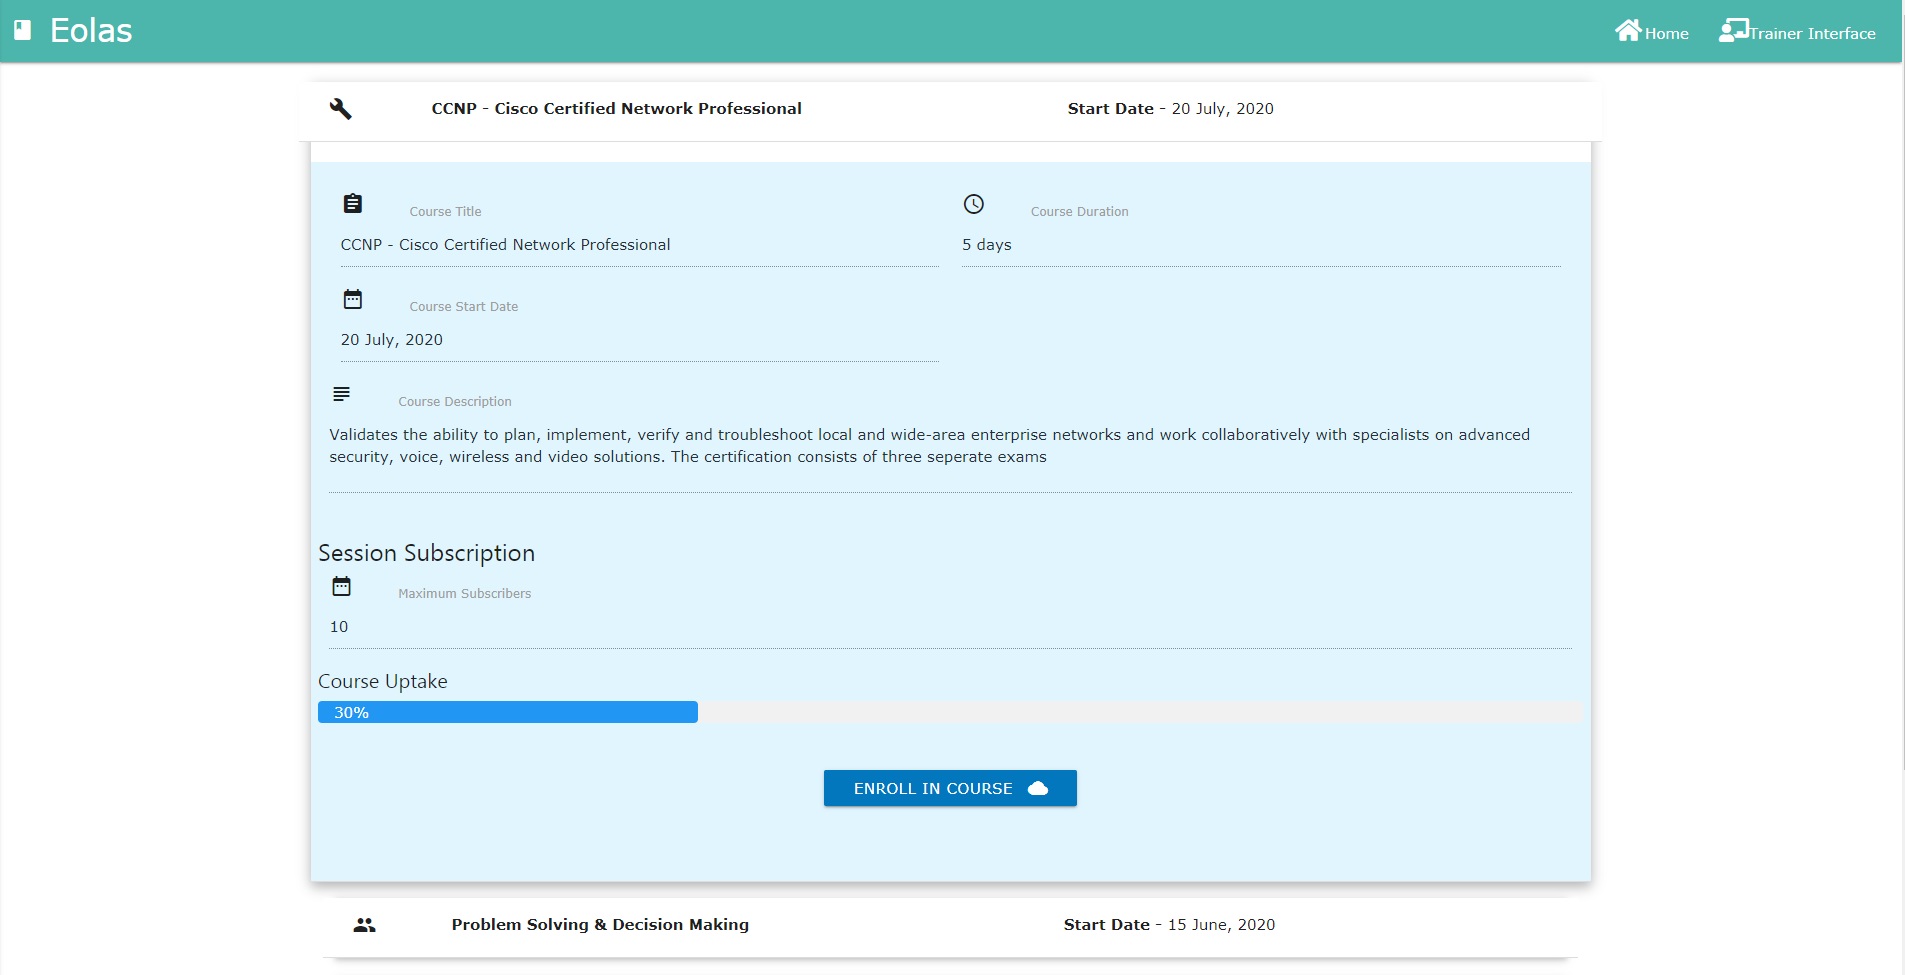 Eolas
Home
Trainer Interface
CCNP - Cisco Certified Network Professional
Start Date - 20 July, 2020
Course Title
Course Duration
CCNP - Cisco Certified Network Professional
5 days
Course Start Date
20 July, 2020
Course Description
Validates the ability to plan, implement, verify and troubleshoot local and wide-area enterprise networks and work collaboratively with specialists on advanced
security, voice, wireless and video solutions. The certification consists of three seperate exams
Session Subscription
Maximum Subscribers
10
Course Uptake
30%
ENROLL IN COURSE
Problem Solving & Decision Making
Start Date - 15 June, 2020